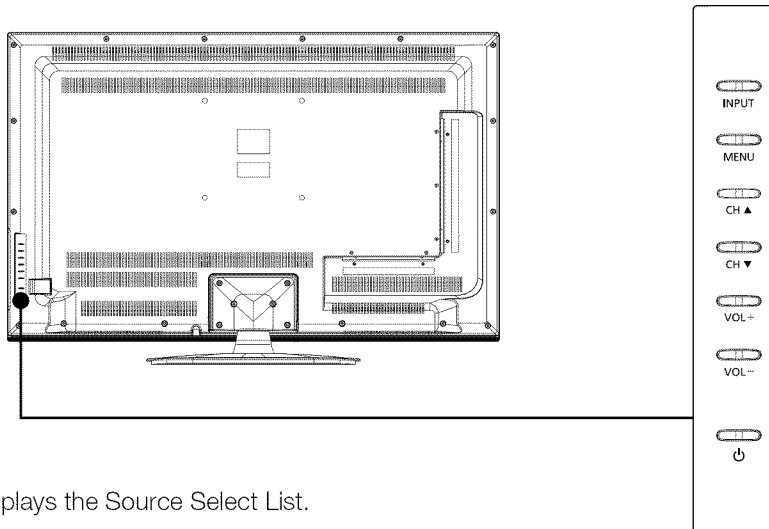 INPUT
MENU
CH ▲
CH ▼
VOL+
VOL-
plays the Source Select List.